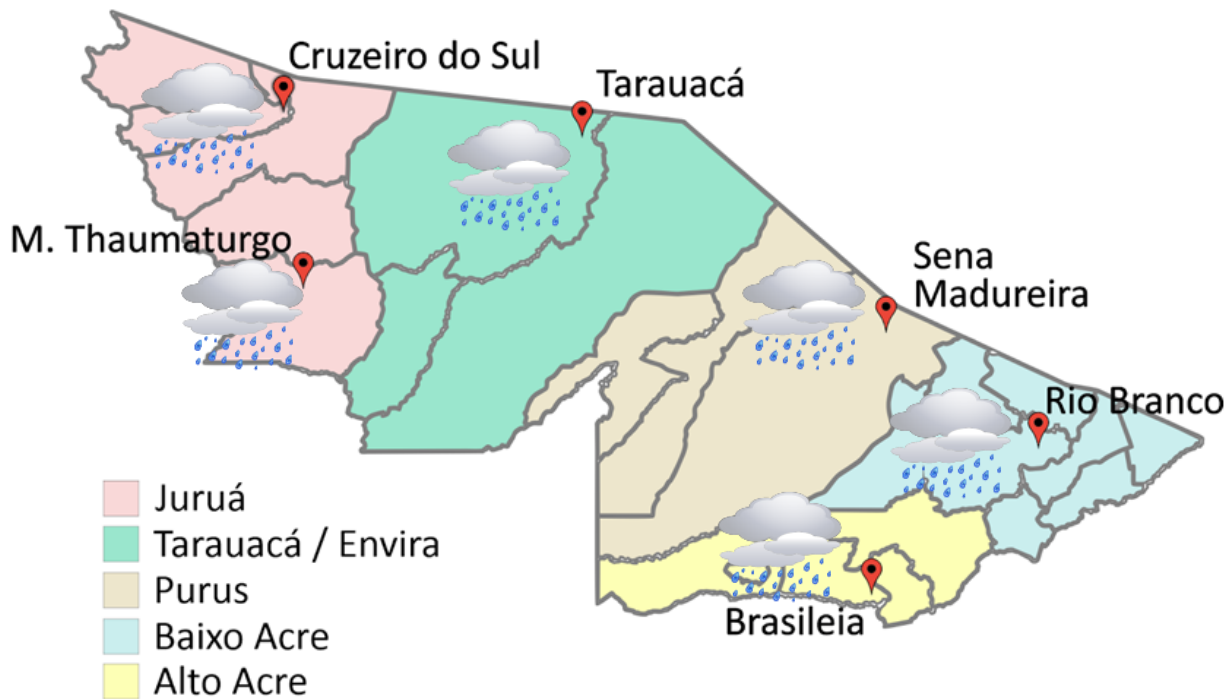 Cruzeiro do Sul
Tarauacá
M. Thaumaturgo
Sena
Madureira
Rio Branco
Brasileia
Juruá
Tarauacá / Envira
Purus
Baixo Acre
Alto Acre